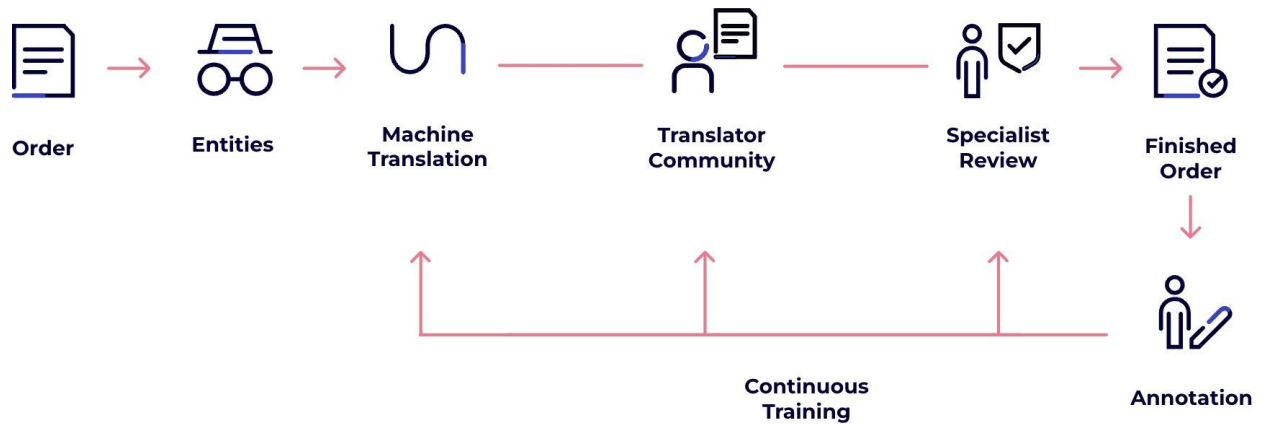 Order
Entities
Machine
Translation
Translator
Community
Specialist
Review
Finished
Order
Continuous
Training
Annotation